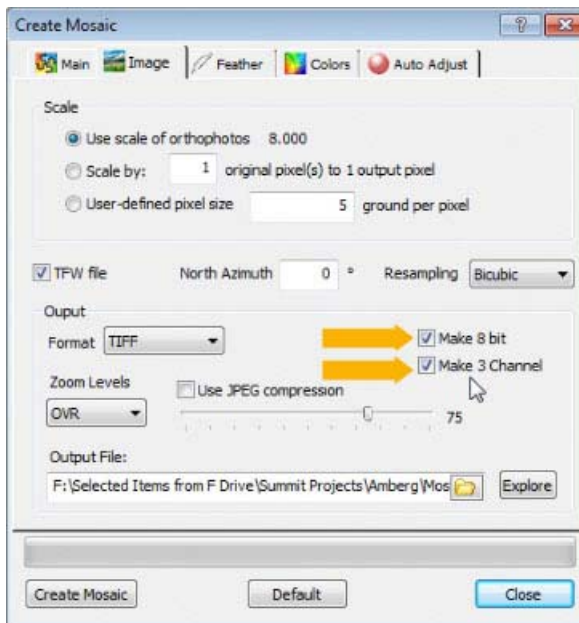 Create Mosaic
Main Image Feather Colors Auto Adjust
Scale
Use scale of orthophotos 8.000
Scale by: 1 original pixel(s) to 1 output pixel
User-defined pixel size 5 ground per pixel
TFW file North Azimuth 0 ° Resampling Bicubic
Ouput
Format TIFF Make 8 bit
Make 3 Channel
Zoom Levels Use JPEG compression
OVR 75
Output File:
F:\Selected Items from F Drive\Summit Projects\Amberg\Mos Explore
Create Mosaic Default Close